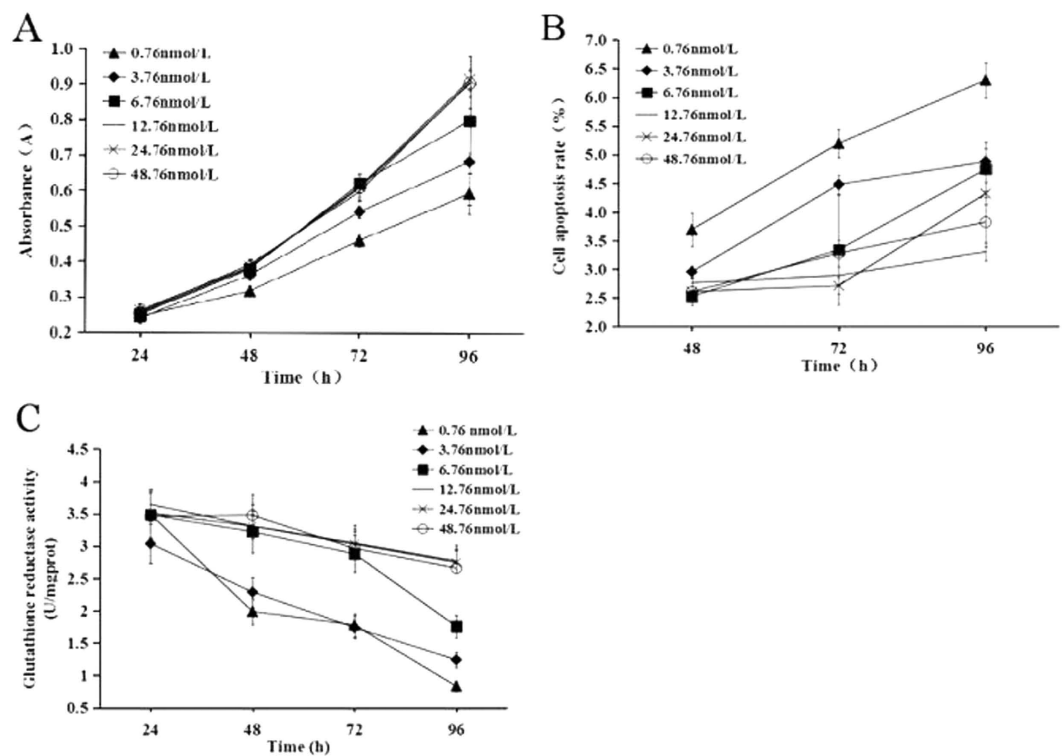 A
0.76nmol/L
3.76nmol/L
6.76nmol/L
12.76nmol/L
24.76nmol/L
48.76nmol/L
Absorbance（A）
1.0
0.9
0.8
0.7
0.6
0.5
0.4
0.3
0.2
24 48 72 96
Time（h）
B
0.76nmol/L
3.76nmol/L
6.76nmol/L
12.76nmol/L
24.76nmol/L
48.76nmol/L
Cell apoptosis rate（%）
7.0
6.5
6.0
5.5
5.0
4.5
4.0
3.5
3.0
2.5
2.0
48 72 96
Time（h）
C
0.76 nmol/L
3.76nmol/L
6.76nmol/L
12.76nmol/L
24.76nmol/L
48.76nmol/L
Glutathione reductase activity
(U/mgprot)
5
4.5
4
3.5
3
2.5
2
1.5
1
0.5
24 48 72 96
Time (h)